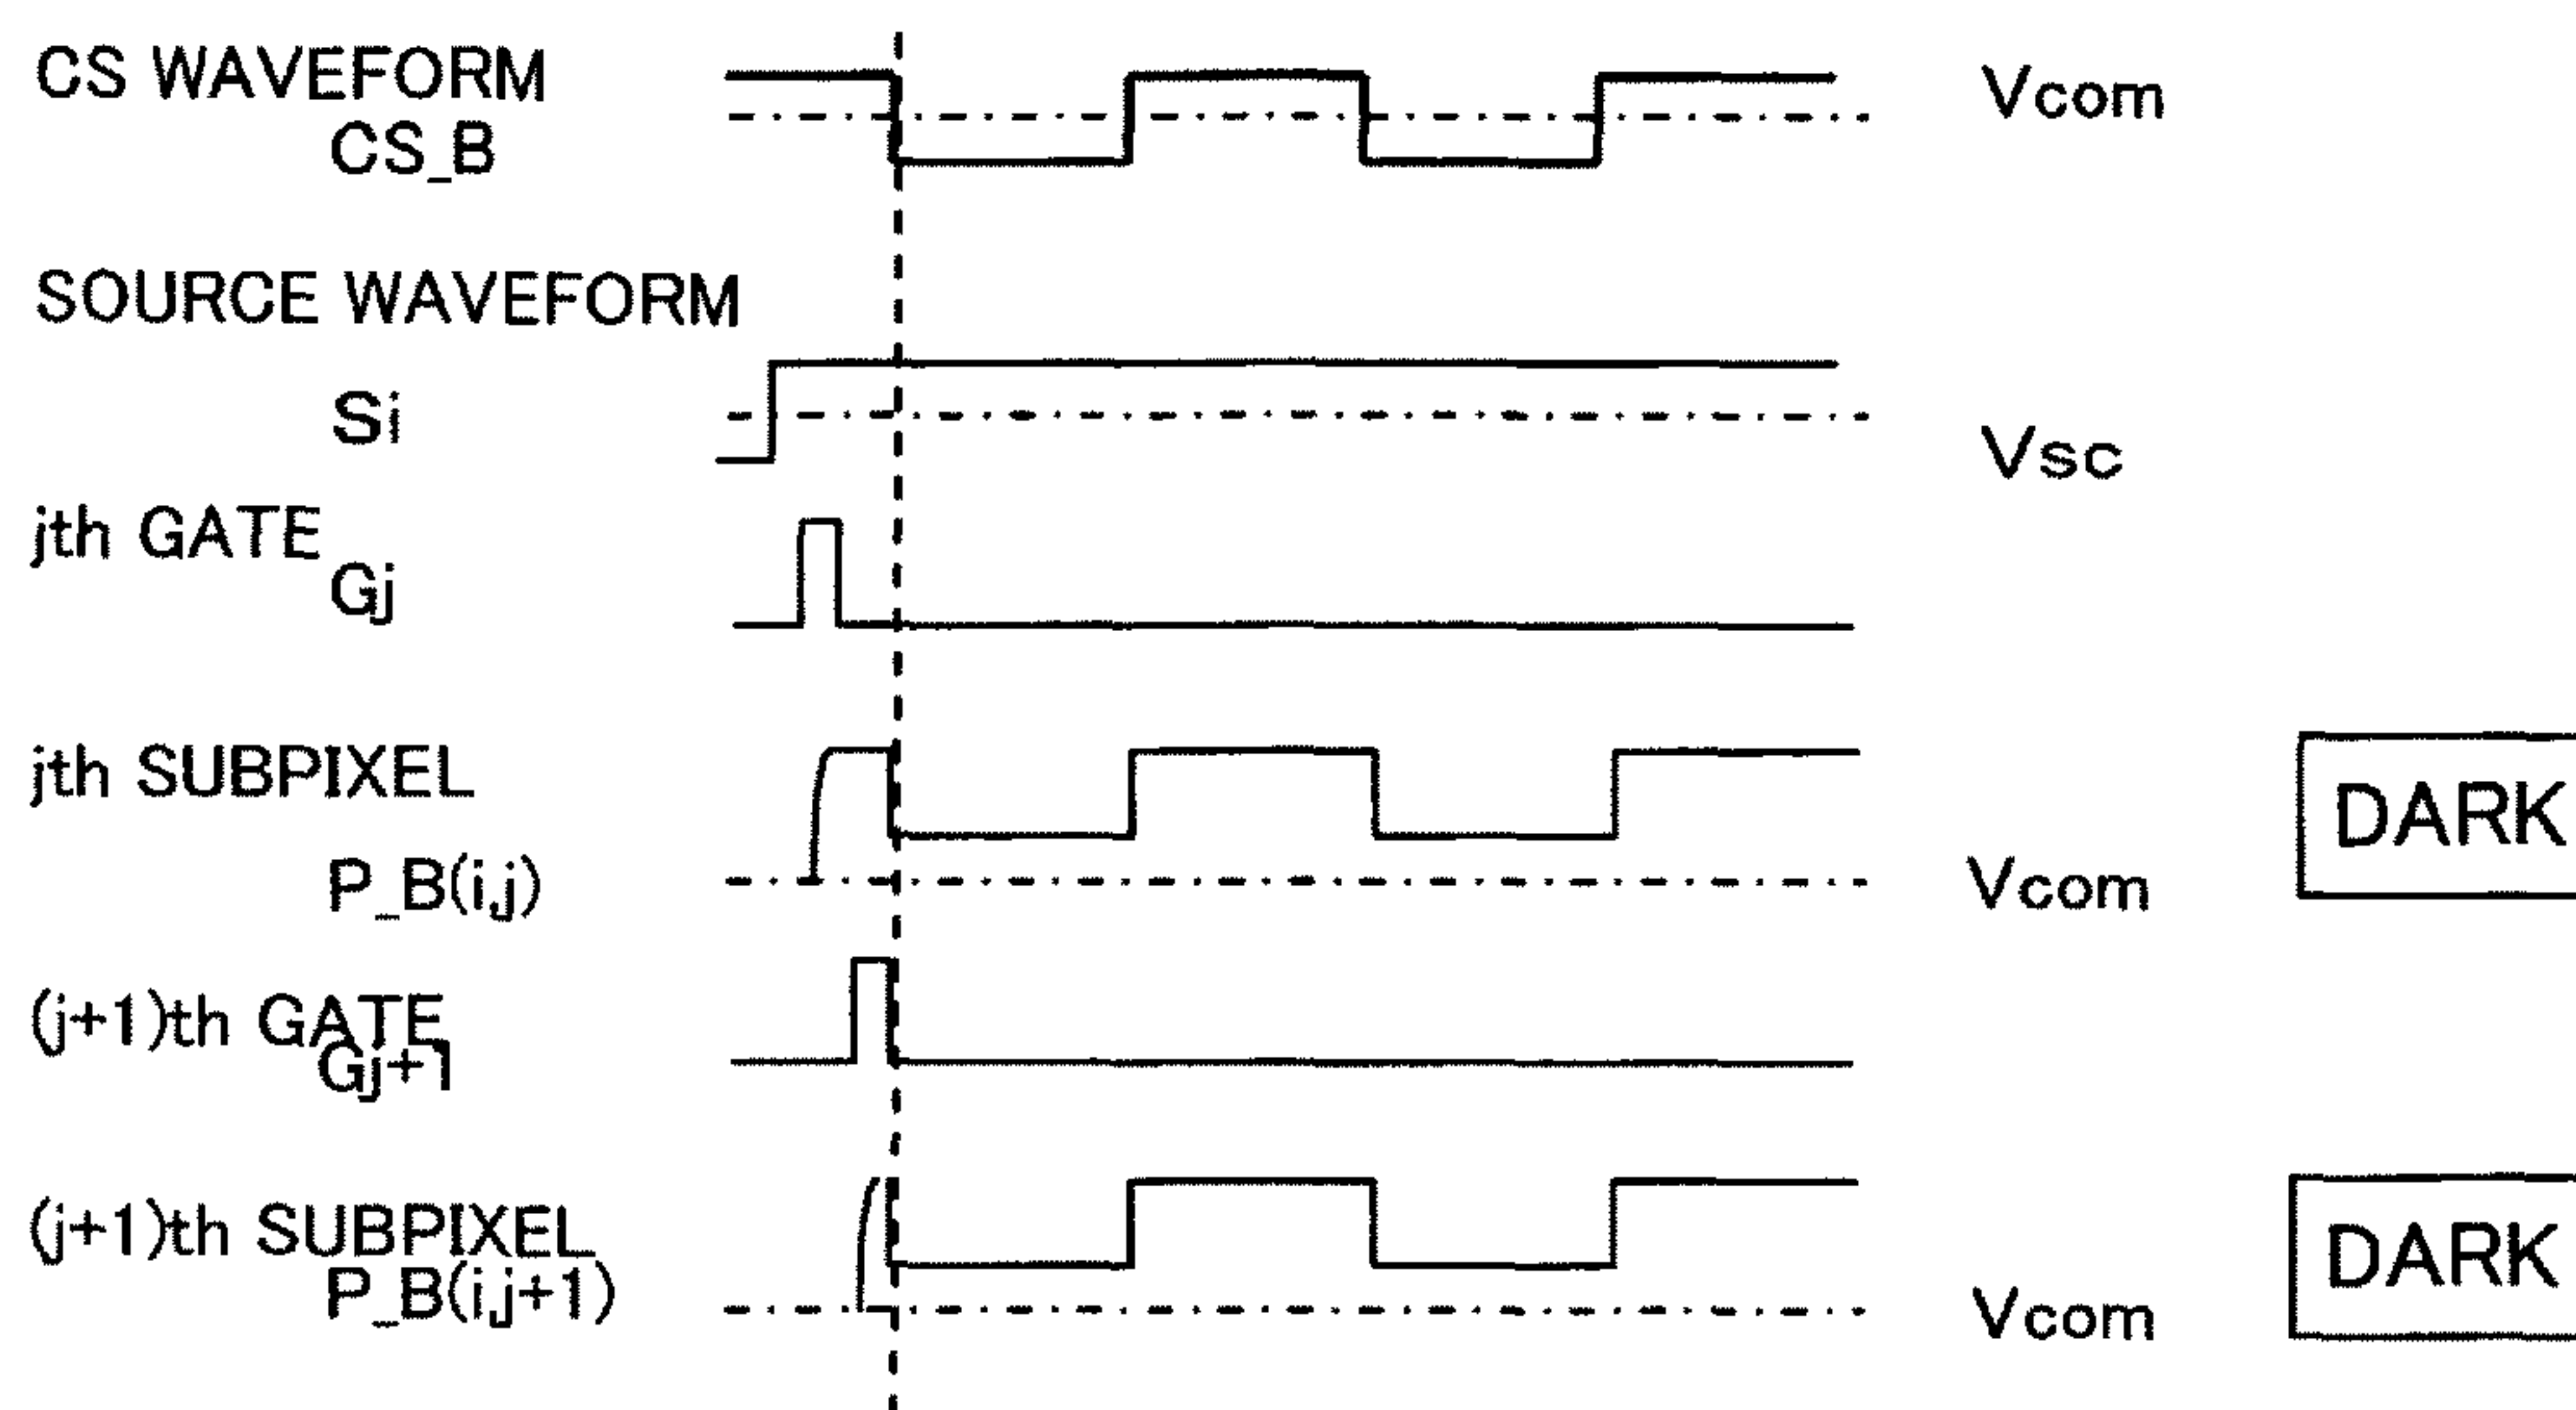 CS WAVEFORM
CS_B
Vcom
SOURCE WAVEFORM
Si
Vsc
jth GATE
Gj
jth SUBPIXEL
P_B(i,j)
Vcom
DARK
(j+1)th GATE
Gj+1
(j+1)th SUBPIXEL
P_B(i,j+1)
Vcom
DARK